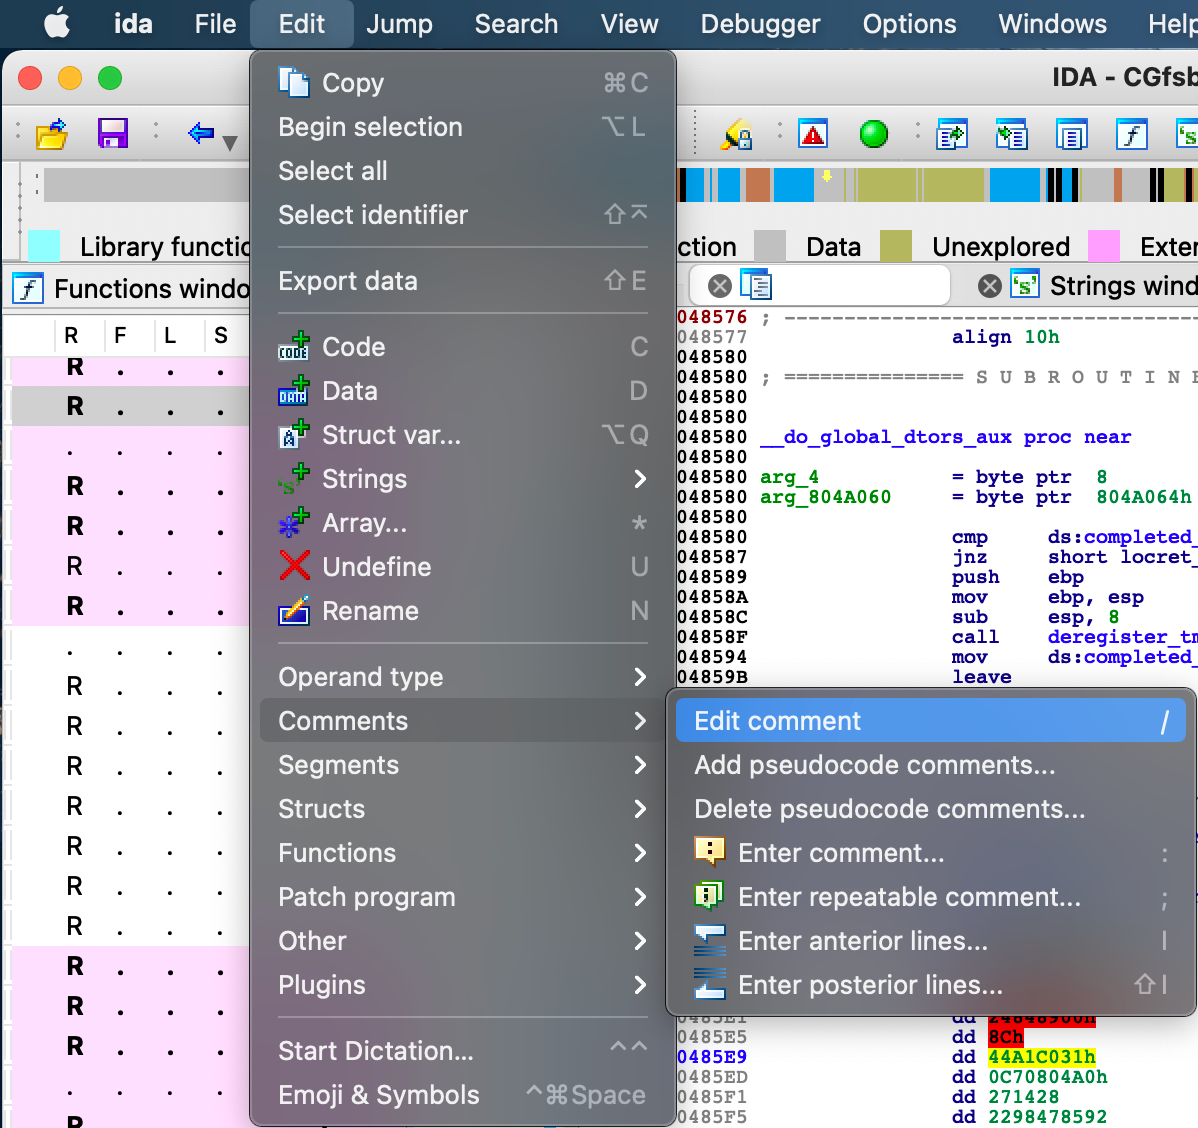 ida File Edit Jump Search View Debugger Options Windows Help
IDA - CGfsb
Library functio
ction Data Unexplored Exter
Functions windo
Strings wind
R F L S
R . . .
R . . .
. . . .
R . . .
R . . .
R . . .
R . . .
. . . .
R . . .
R . . .
R . . .
R . . .
R . . .
R . . .
R . . .
R . . .
R . . .
R . . .
. . . .
R
Copy ⌘C
Begin selection ⌥L
Select all
Select identifier ⇧⌅
Export data ⇧E
Code C
Data D
Struct var... ⌥Q
Strings
Array... *
Undefine U
Rename N
Operand type
Comments
Segments
Structs
Functions
Patch program
Other
Plugins
Start Dictation... ^^
Emoji & Symbols ^⌘Space
048576 ; ----------------------------------
048577 align 10h
048580
048580 ; =============== S U B R O U T I N E
048580
048580
048580 __do_global_dtors_aux proc near
048580
048580 arg_4 = byte ptr 8
048580 arg_804A060 = byte ptr 804A064h
048580
048580 cmp ds:completed_
048587 jnz short locret_
048589 push ebp
04858A mov ebp, esp
04858C sub esp, 8
04858F call deregister_tm
048594 mov ds:completed_
04859B leave
Edit comment /
Add pseudocode comments...
Delete pseudocode comments...
Enter comment... :
Enter repeatable comment... ;
Enter anterior lines... I
Enter posterior lines... ⇧I
0485E1 dd 24848900h
0485E5 dd 8Ch
0485E9 dd 44A1C031h
0485ED dd 0C70804A0h
0485F1 dd 271428
0485F5 dd 2298478592